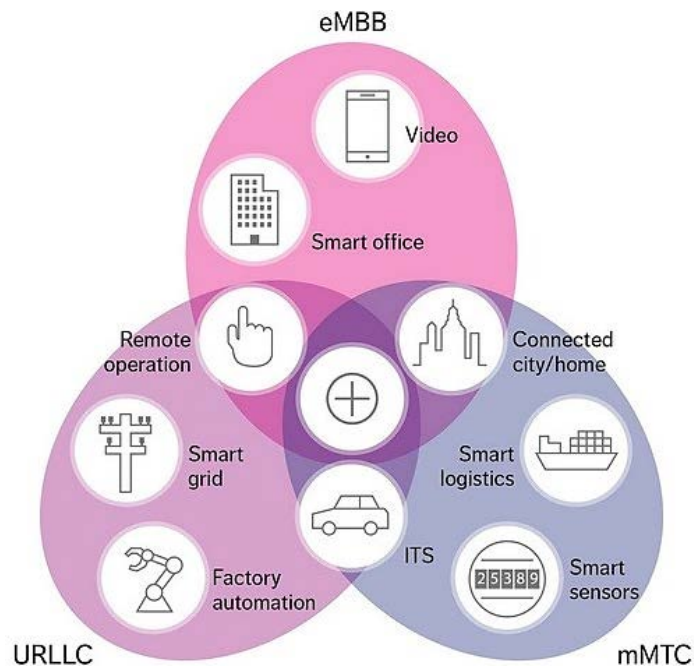 eMBB
Video
Smart office
Remote
operation
Connected
city/home
Smart
grid
Smart
logistics
ITS
Factory
automation
25389
Smart
sensors
URLLC
mMTC